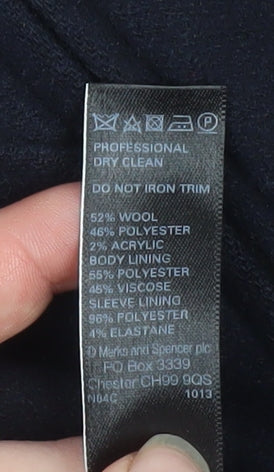 P
PROFESSIONAL
DRY CLEAN
DO NOT IRON TRIM
52% WOOL
46% POLYESTER
2% ACRYLIC
BODY LINING
55% POLYESTER
45% VISCOSE
SLEEVE LINING
96% POLYESTER
4% ELASTANE
© Marks and Spencer plc
PO Box 3339
Chester CH99 9QS
N04C 1013